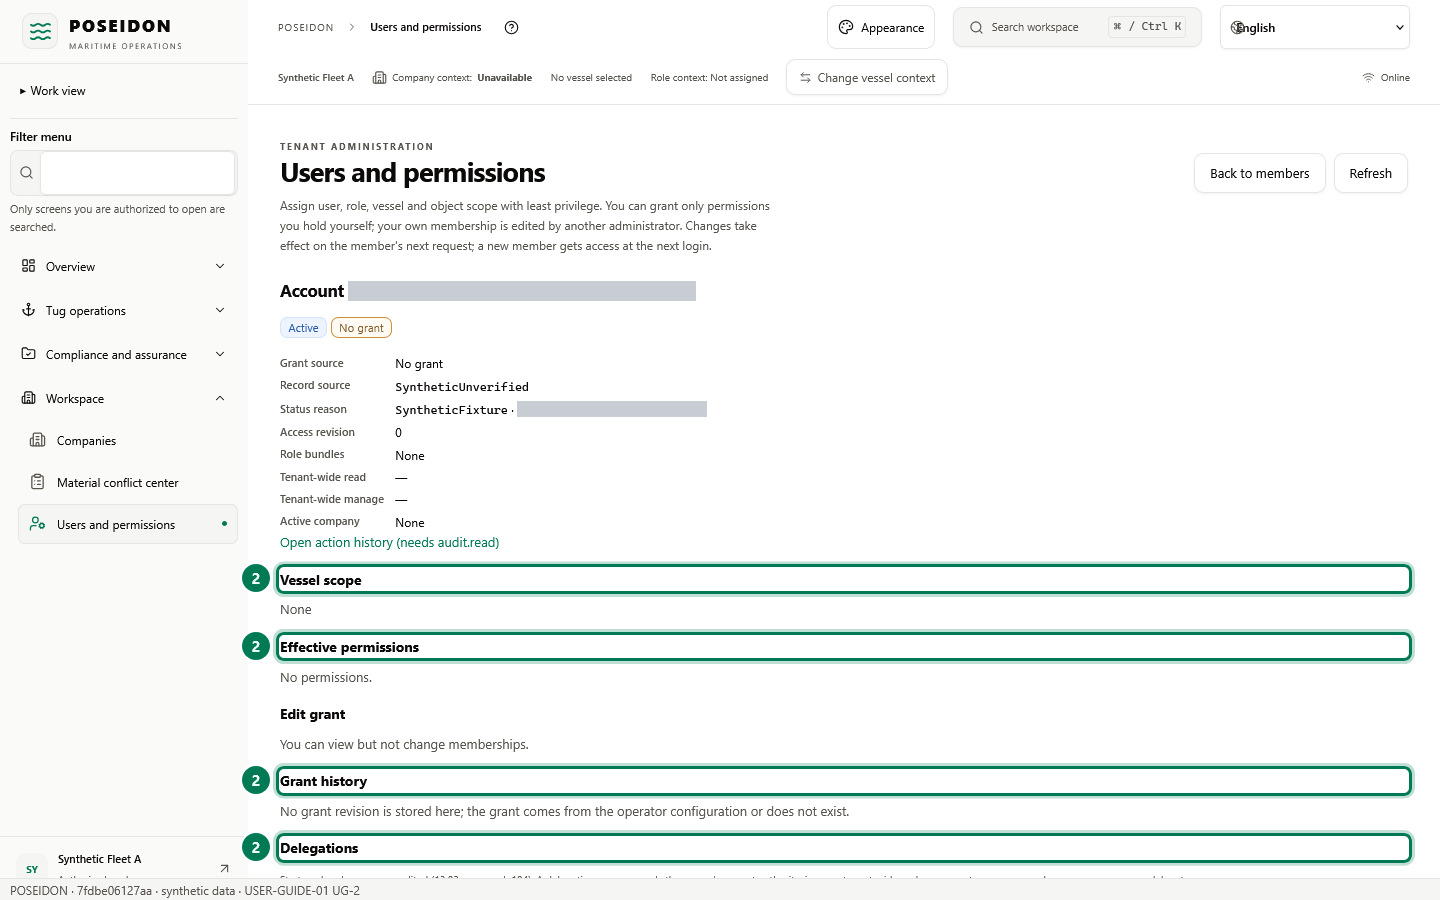 POSEIDON
MARITIME OPERATIONS
Work view
Filter menu
Only screens you are authorized to open are
searched.
Overview
Tug operations
Compliance and assurance
Workspace
Companies
Material conflict center
Users and permissions
SY
Synthetic Fleet A
POSEIDON > Users and permissions
Appearance
Search workspace ⌘ / Ctrl K
English
Synthetic Fleet A Company context: Unavailable No vessel selected Role context: Not assigned Change vessel context Online
TENANT ADMINISTRATION
Users and permissions
Back to members Refresh
Assign user, role, vessel and object scope with least privilege. You can grant only permissions
you hold yourself; your own membership is edited by another administrator. Changes take
effect on the member's next request; a new member gets access at the next login.
Account
Active No grant
Grant source No grant
Record source SyntheticUnverified
Status reason SyntheticFixture ·
Access revision 0
Role bundles None
Tenant-wide read —
Tenant-wide manage —
Active company None
Open action history (needs audit.read)
2 Vessel scope
None
2 Effective permissions
No permissions.
Edit grant
You can view but not change memberships.
2 Grant history
No grant revision is stored here; the grant comes from the operator configuration or does not exist.
2 Delegations
POSEIDON · 7fdbe06127aa · synthetic data · USER-GUIDE-01 UG-2